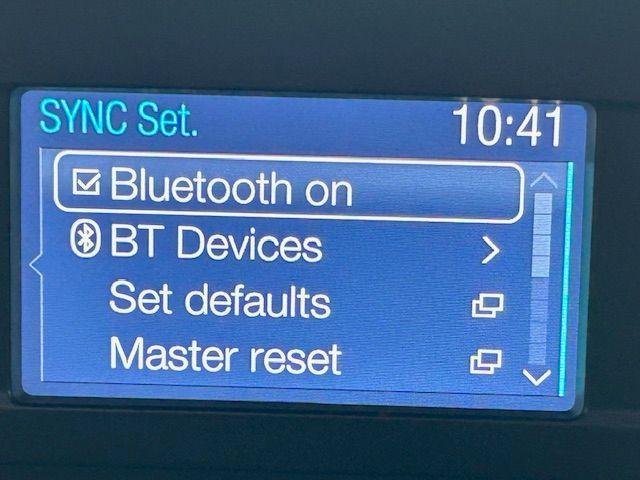 SYNC Set.
10:41
Bluetooth on
BT Devices
Set defaults
Master reset